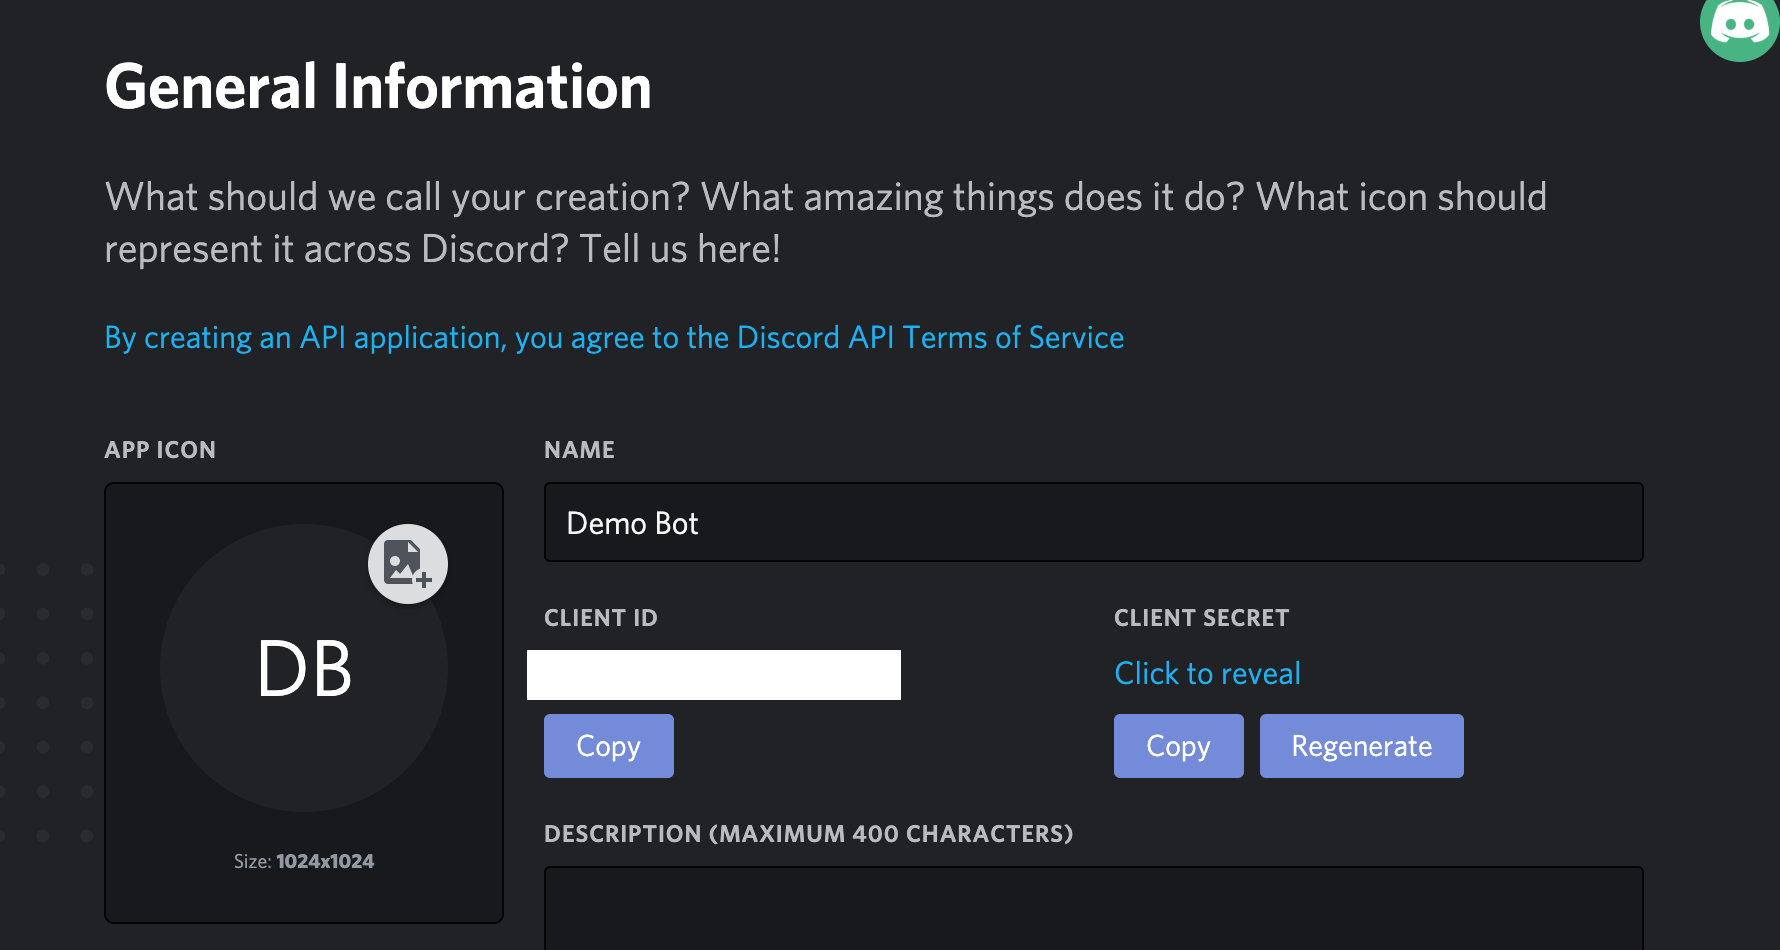 General Information
What should we call your creation? What amazing things does it do? What icon should
represent it across Discord? Tell us here!
By creating an API application, you agree to the Discord API Terms of Service
APP ICON
DB
Size: 1024x1024
NAME
Demo Bot
CLIENT ID
Copy
CLIENT SECRET
Click to reveal
Copy
Regenerate
DESCRIPTION (MAXIMUM 400 CHARACTERS)